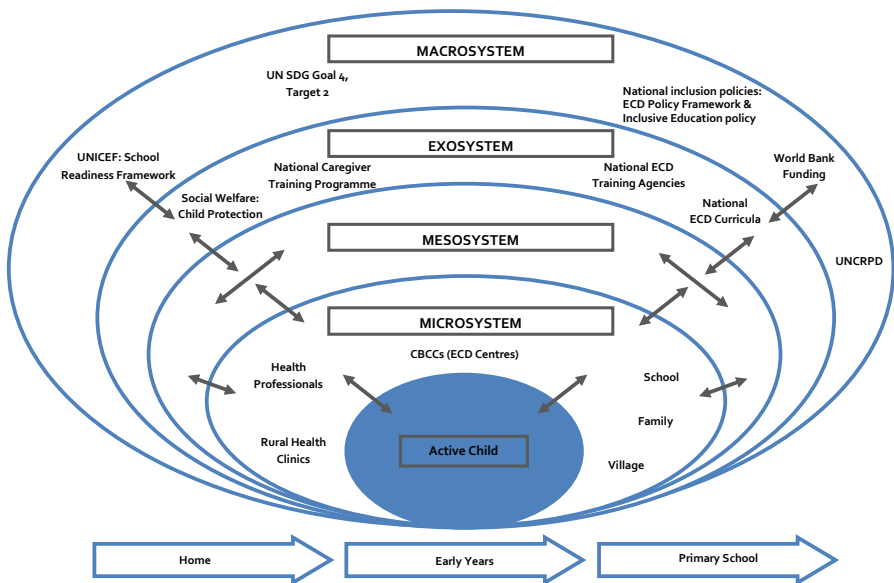 MACROSYSTEM
UN SDG Goal 4,
Target 2
National inclusion policies:
ECD Policy Framework &
Inclusive Education policy
EXOSYSTEM
UNICEF: School
Readiness Framework
National Caregiver
Training Programme
National ECD
Training Agencies
World Bank
Funding
Social Welfare:
Child Protection
National
ECD Curricula
MESOSYSTEM
UNCRPD
MICROSYSTEM
CBCCs (ECD Centres)
Health
Professionals
School
Family
Rural Health
Clinics
Active Child
Village
Home
Early Years
Primary School